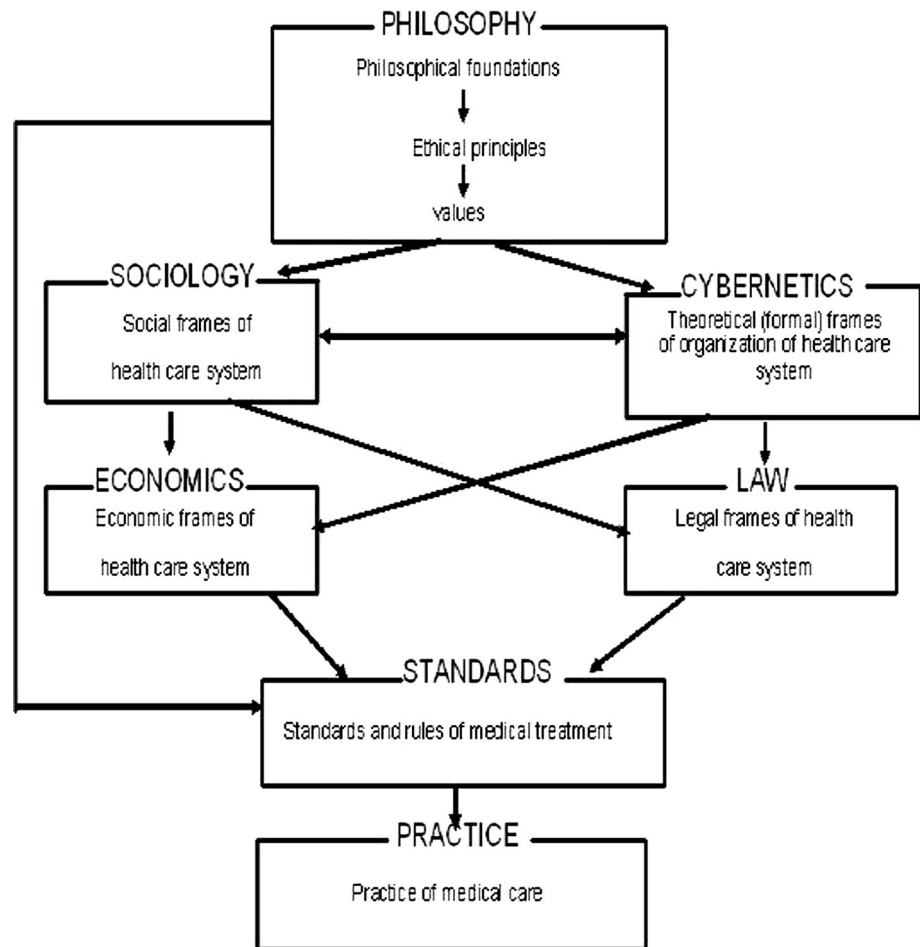 PHILOSOPHY
Philosophical foundations
Ethical principles
values
SOCIOLOGY
Social frames of
health care system
CYBERNETICS
Theoretical (formal) frames
of organization of health care
system
ECONOMICS
Economic frames of
health care system
LAW
Legal frames of health
care system
STANDARDS
Standards and rules of medical treatment
PRACTICE
Practice of medical care